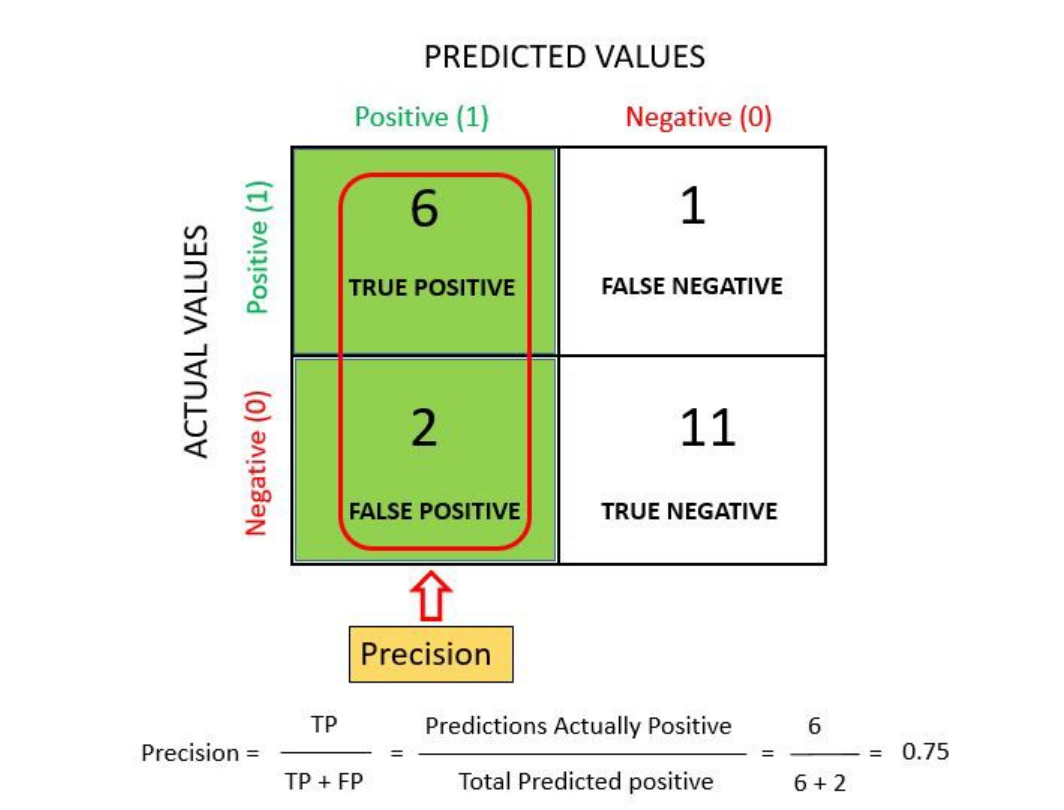 PREDICTED VALUES
Positive (1) Negative (0)
ACTUAL VALUES
Positive (1)
6 1
TRUE POSITIVE FALSE NEGATIVE
Negative (0)
2 11
FALSE POSITIVE TRUE NEGATIVE
Precision
TP Predictions Actually Positive 6
Precision = = = = 0.75
TP + FP Total Predicted positive 6 + 2